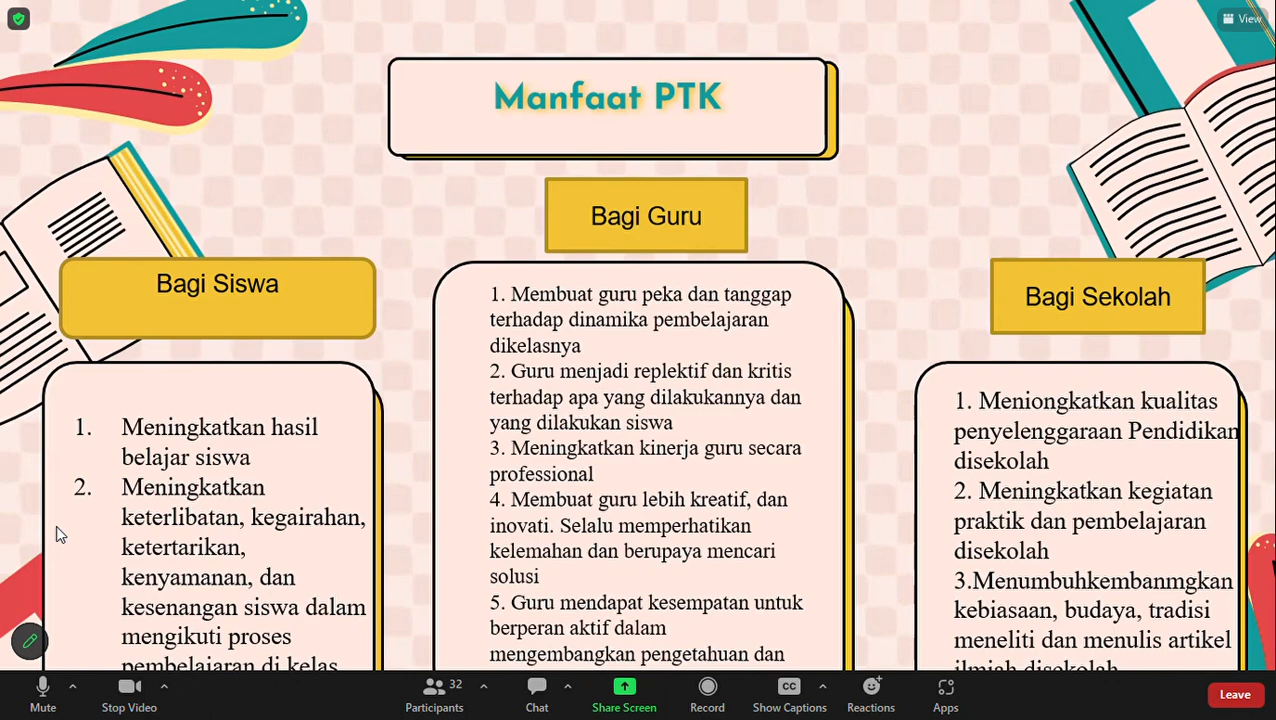 View
Manfaat PTK
Bagi Guru
Bagi Siswa
Bagi Sekolah
1. Meningkatkan hasil
belajar siswa
2. Meningkatkan
keterlibatan, kegairahan,
ketertarikan,
kenyamanan, dan
kesenangan siswa dalam
mengikuti proses
pembelajaran di kelas
1. Membuat guru peka dan tanggap
terhadap dinamika pembelajaran
dikelasnya
2. Guru menjadi replektif dan kritis
terhadap apa yang dilakukannya dan
yang dilakukan siswa
3. Meningkatkan kinerja guru secara
professional
4. Membuat guru lebih kreatif, dan
inovati. Selalu memperhatikan
kelemahan dan berupaya mencari
solusi
5. Guru mendapat kesempatan untuk
berperan aktif dalam
mengembangkan pengetahuan dan
1. Meniongkatkan kualitas
penyelenggaraan Pendidikan
disekolah
2. Meningkatkan kegiatan
praktik dan pembelajaran
disekolah
3.Menumbuhkembanmgkan
kebiasaan, budaya, tradisi
meneliti dan menulis artikel
ilmiah disekolah
Mute
Stop Video
32
Participants
Chat
Share Screen
Record
CC
Show Captions
Reactions
Apps
Leave